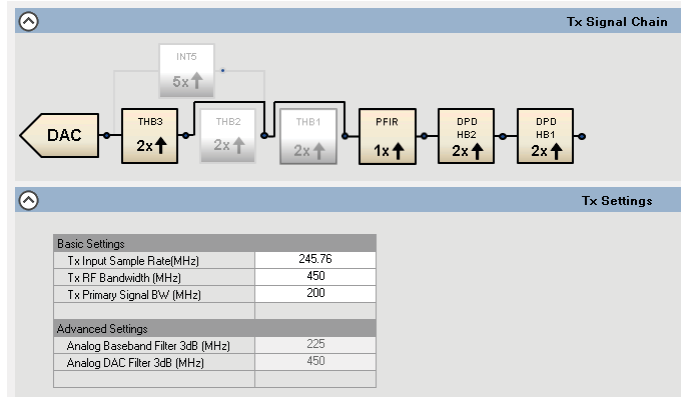 Tx Signal Chain
INT5
5x
DAC
THB3
2x
THB2
2x
THB1
2x
PFIR
1x
DPD
HB2
2x
DPD
HB1
2x
Tx Settings
Basic Settings
Tx Input Sample Rate(MHz) 245.76
Tx RF Bandwidth (MHz) 450
Tx Primary Signal BW (MHz) 200
Advanced Settings
Analog Baseband Filter 3dB (MHz) 225
Analog DAC Filter 3dB (MHz) 450